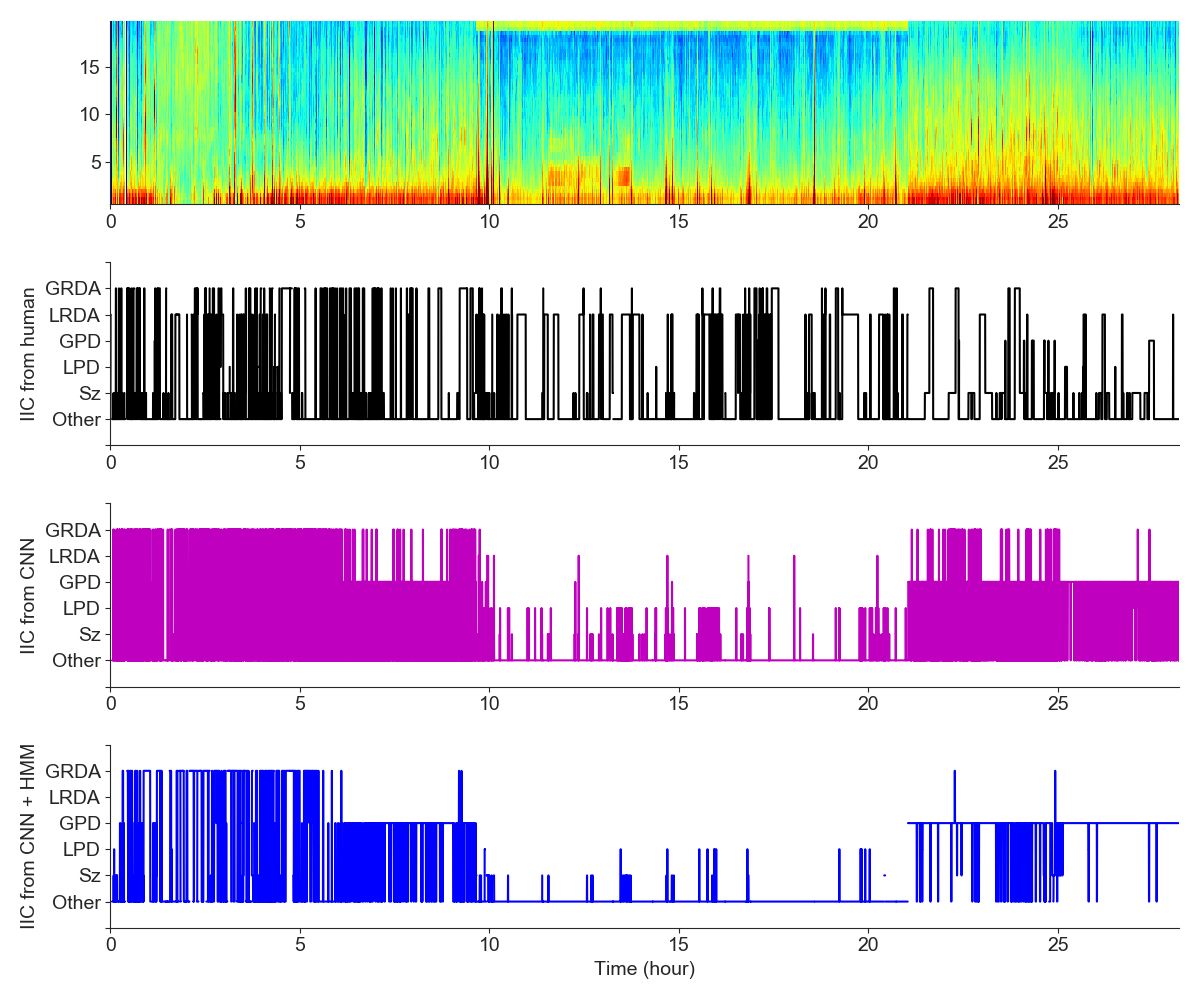 15
10
5
0 5 10 15 20 25
IIC from human
GRDA
LRDA
GPD
LPD
Sz
Other
0 5 10 15 20 25
IIC from CNN
GRDA
LRDA
GPD
LPD
Sz
Other
0 5 10 15 20 25
IIC from CNN + HMM
GRDA
LRDA
GPD
LPD
Sz
Other
0 5 10 15 20 25
Time (hour)